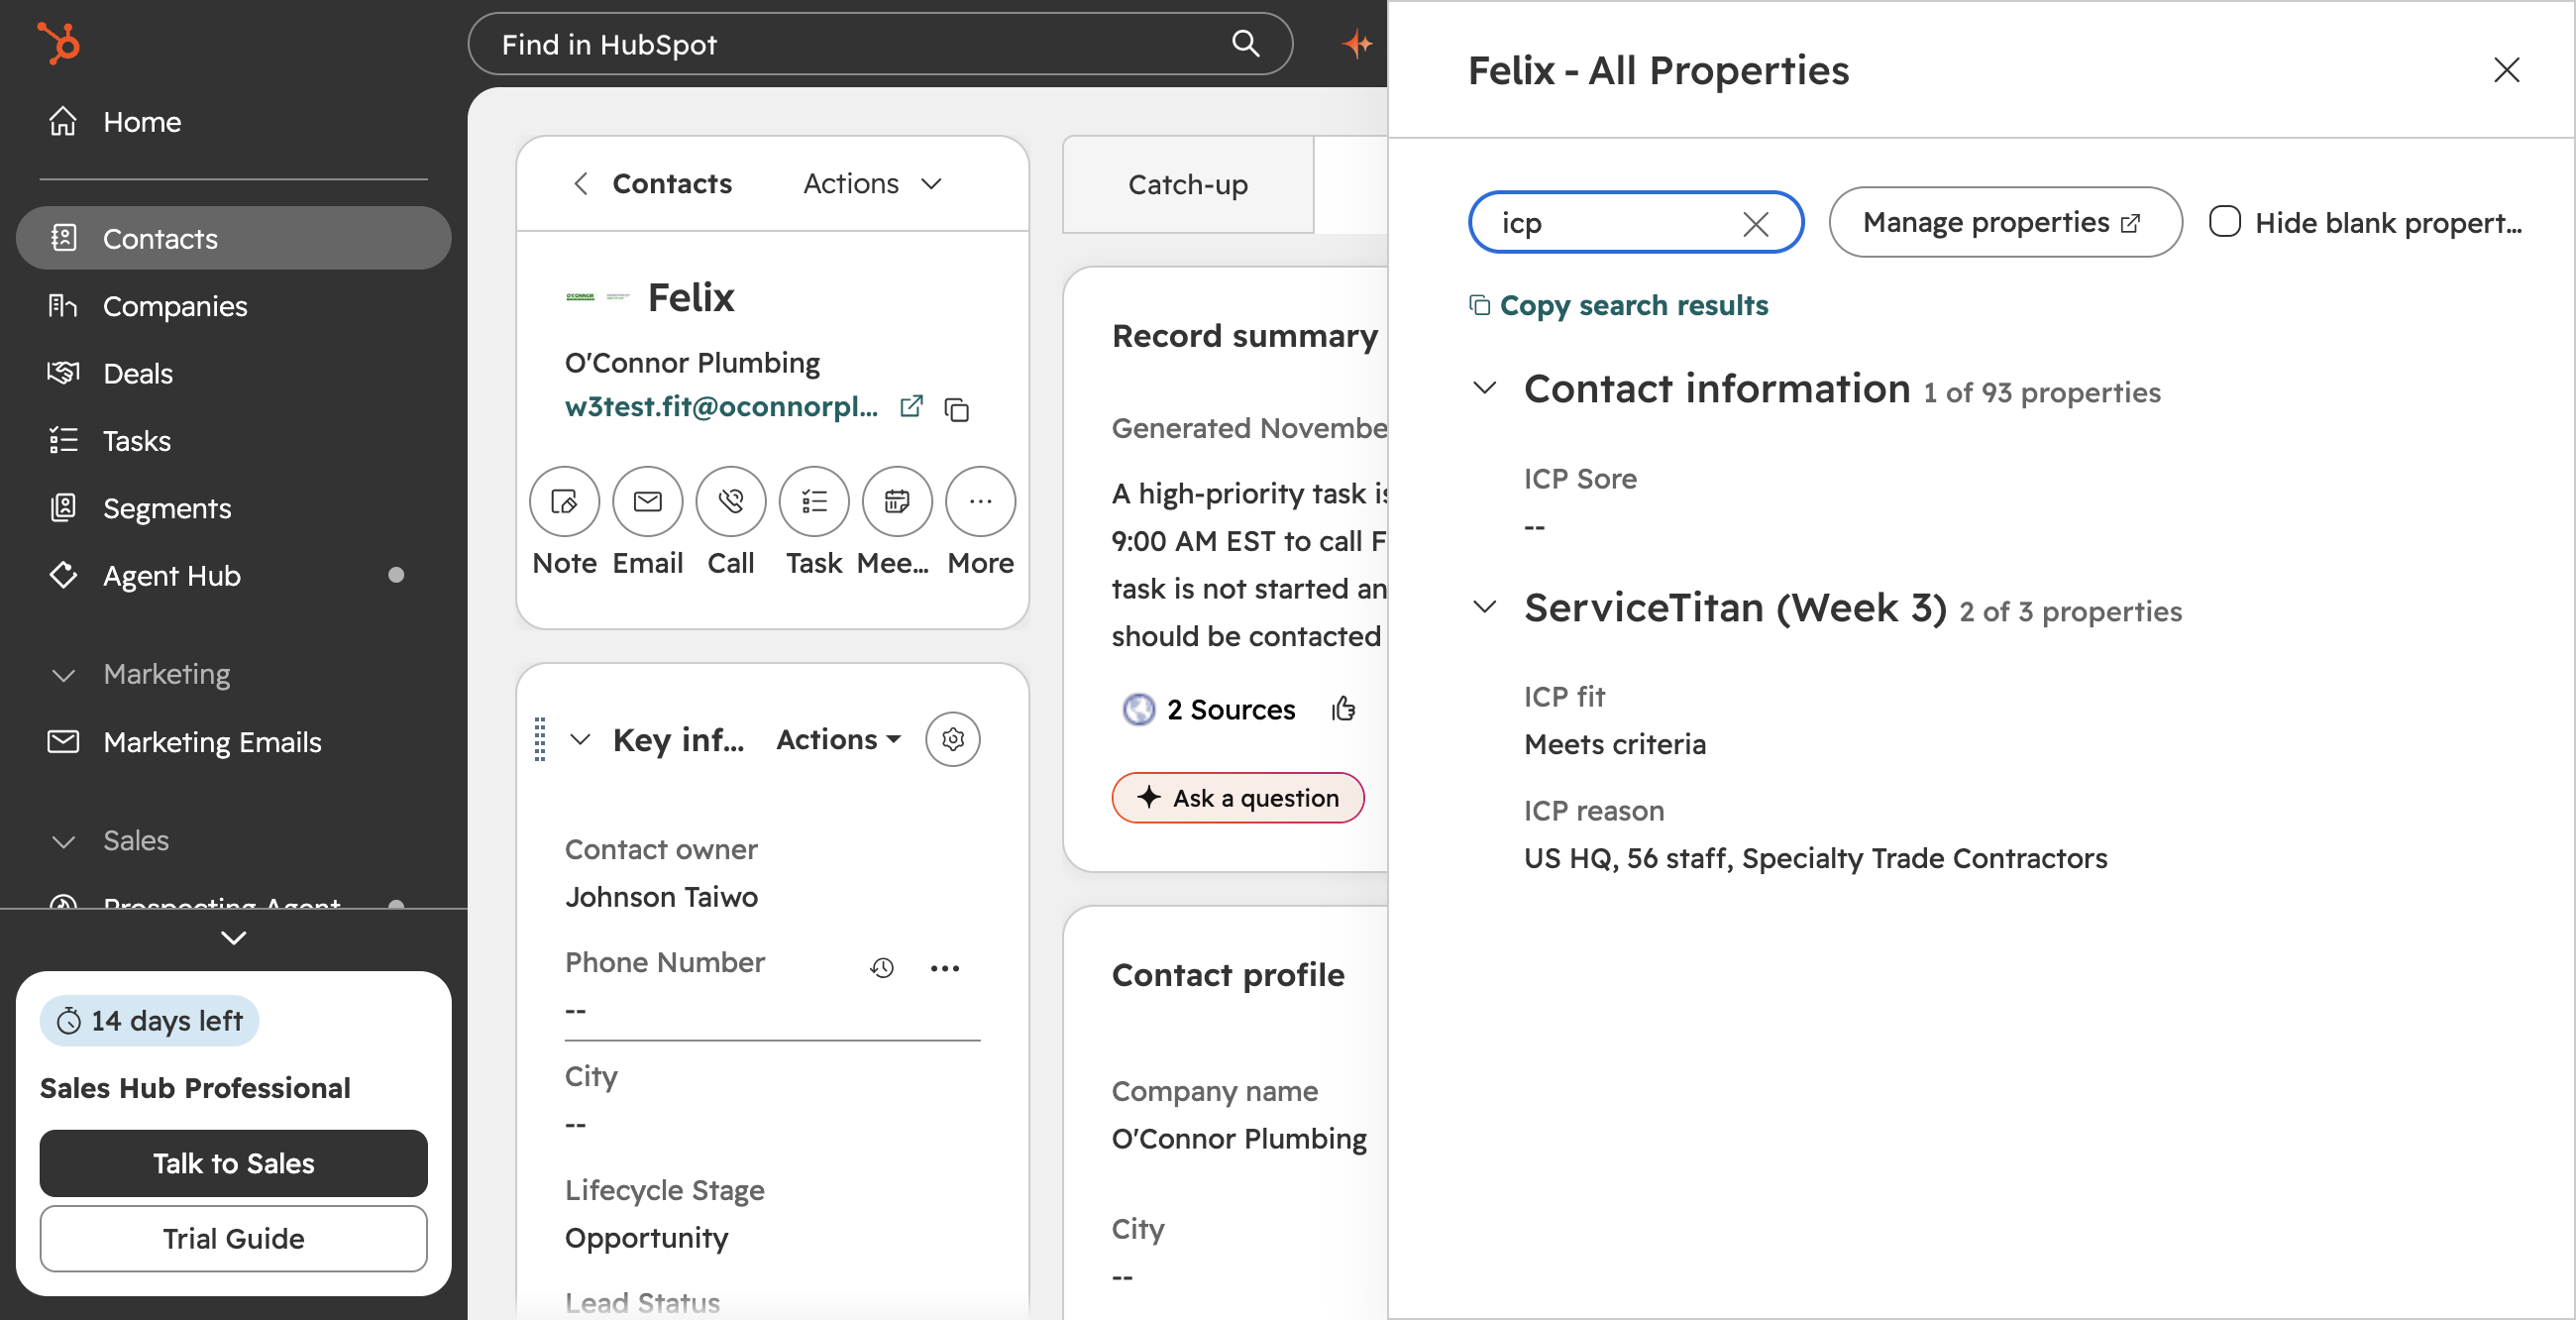 Find in HubSpot
Home
Contacts
Companies
Deals
Tasks
Segments
Agent Hub
Marketing
Marketing Emails
Sales
Prospecting Agent
14 days left
Sales Hub Professional
Talk to Sales
Trial Guide
Contacts
Actions
Felix
O'Connor Plumbing
w3test.fit@oconnorpl...
Note Email Call Task Mee... More
Key inf... Actions
Contact owner
Johnson Taiwo
Phone Number
--
City
--
Lifecycle Stage
Opportunity
Lead Status
Catch-up
Record summary
Generated Novembe
A high-priority task is
9:00 AM EST to call F
task is not started an
should be contacted
2 Sources
Ask a question
Contact profile
Company name
O'Connor Plumbing
City
--
Felix - All Properties
icp
Manage properties
Hide blank propert...
Copy search results
Contact information 1 of 93 properties
ICP Sore
--
ServiceTitan (Week 3) 2 of 3 properties
ICP fit
Meets criteria
ICP reason
US HQ, 56 staff, Specialty Trade Contractors